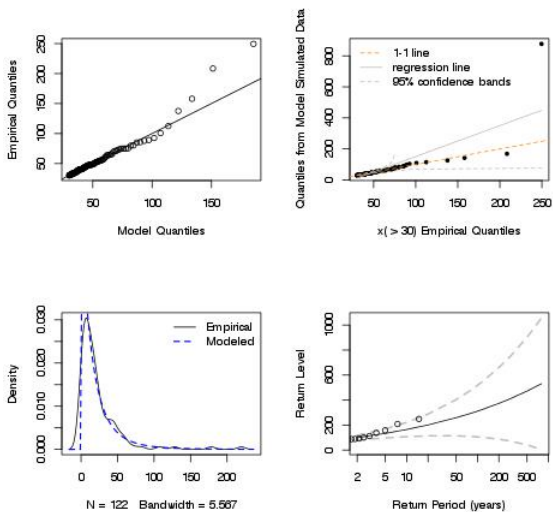 Empirical Quantiles
250
200
150
100
50
50
100
150
Model Quantiles
Quantiles from Model Simulated Data
800
600
400
200
0
1-1 line
regression line
95% confidence bands
50
100
150
200
250
x( > 30) Empirical Quantiles
Density
0.030
0.020
0.010
0.000
Empirical
Modeled
0
50
100
150
200
N = 122 Bandwidth = 5.567
Return Level
1000
600
200
0
2
5
10
50
200
500
Return Period (years)